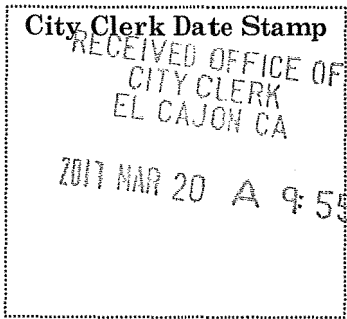 City Clerk Date Stamp
RECEIVED OFFICE OF
CITY CLERK
EL CAJON CA
2017 MAR 20 A 9:55